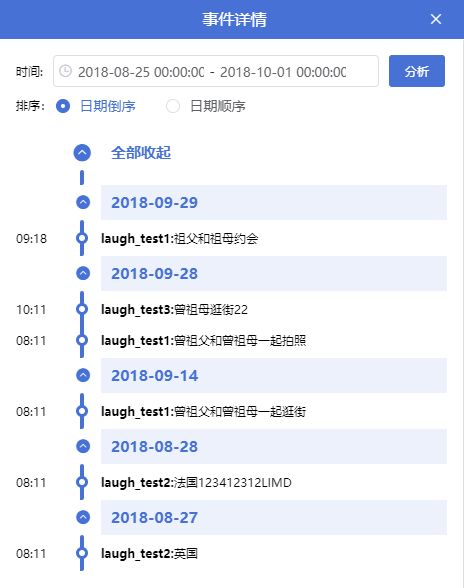 事件详情
时间: 2018-08-25 00:00:00 - 2018-10-01 00:00:00 分析
排序: 日期倒序 日期顺序
全部收起
2018-09-29
09:18 laugh_test1:祖父和祖母约会
2018-09-28
10:11 laugh_test3:曾祖母逛街22
08:11 laugh_test1:曾祖父和曾祖母一起拍照
2018-09-14
08:11 laugh_test1:曾祖父和曾祖母一起逛街
2018-08-28
08:11 laugh_test2:法国123412312LIMD
2018-08-27
08:11 laugh_test2:英国